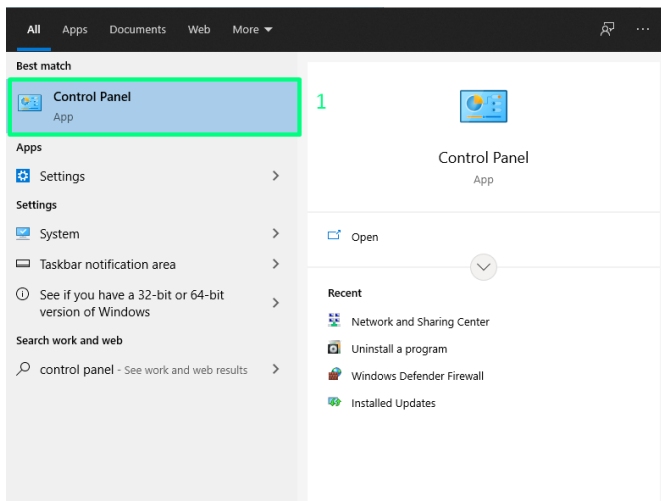 All Apps Documents Web More
Best match
Control Panel
App
Apps
Settings
Settings
System
Taskbar notification area
See if you have a 32-bit or 64-bit
version of Windows
Search work and web
control panel - See work and web results
1
Control Panel
App
Open
Recent
Network and Sharing Center
Uninstall a program
Windows Defender Firewall
Installed Updates